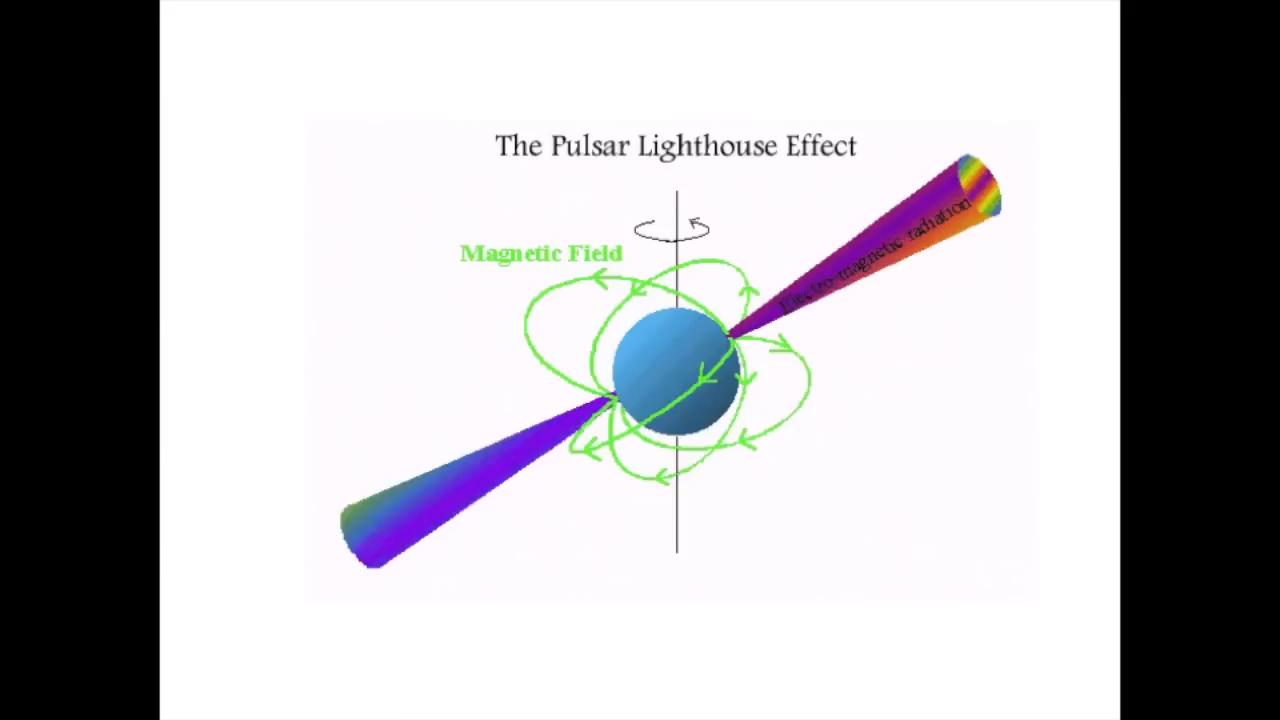 The Pulsar Lighthouse Effect
Magnetic Field
Electro-magnetic radiation